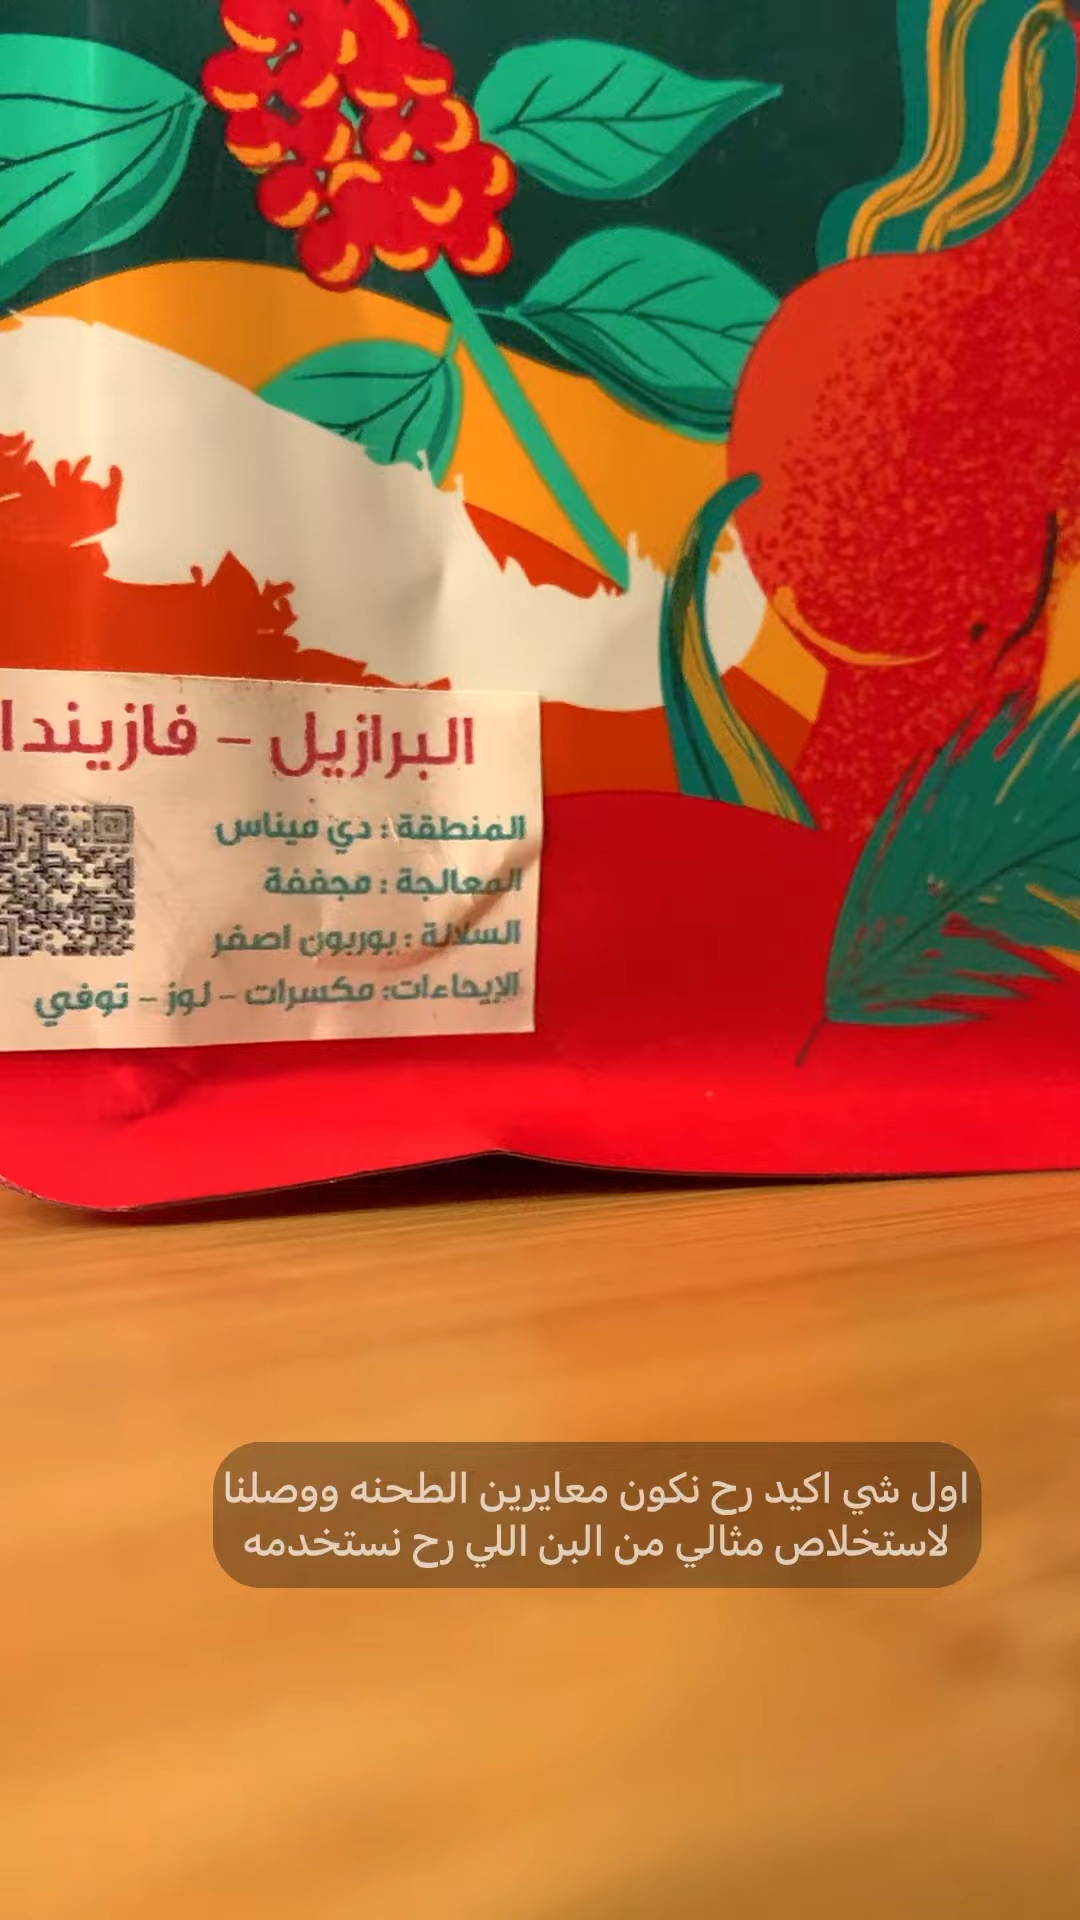 البرازيل – فازيندا
المنطقة : دي ميناس
المعالجة : مجففة
السلالة : بوربون اصفر
الإيحاءات: مكسرات – لوز – توفي
اول شي اكيد رح نكون معايرين الطحنه ووصلنا
لاستخلاص مثالي من البن اللي رح نستخدمه